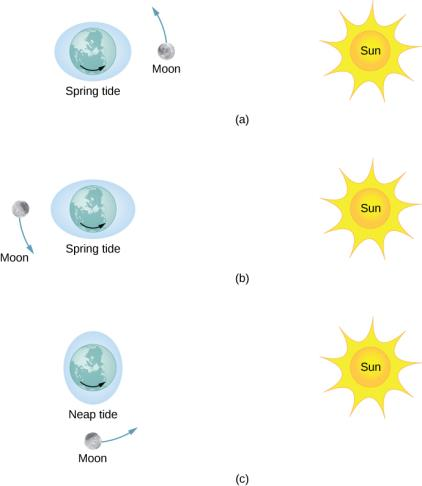 Sun
Moon
Spring tide
(a)
Sun
Spring tide
Moon
(b)
Sun
Neap tide
Moon
(c)